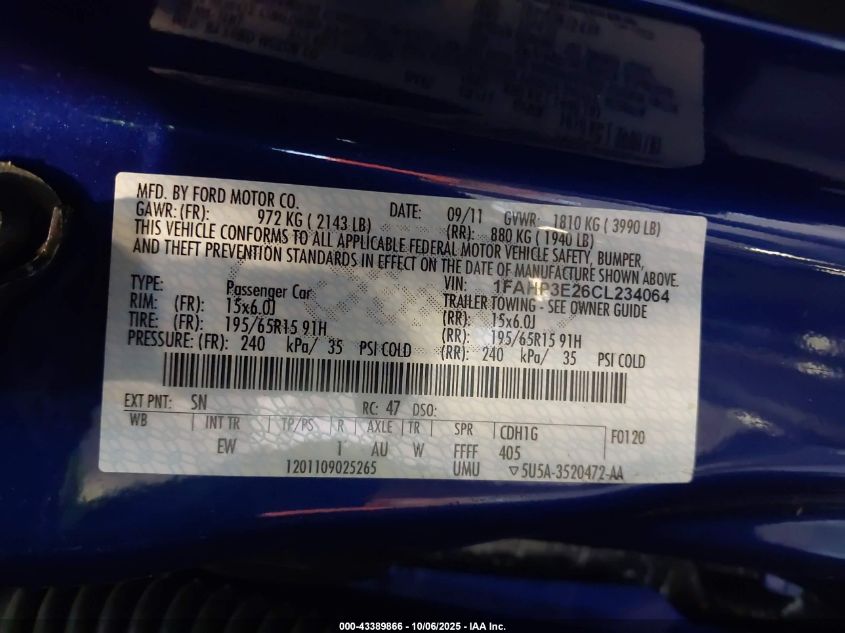 MFD. BY FORD MOTOR CO.
DATE: 09/11 GVWR: 1810 KG ( 3990 LB)
GAWR: (FR): 972 KG ( 2143 LB) (RR): 880 KG ( 1940 LB)
THIS VEHICLE CONFORMS TO ALL APPLICABLE FEDERAL MOTOR VEHICLE SAFETY, BUMPER,
AND THEFT PREVENTION STANDARDS IN EFFECT ON THE DATE OF MANUFACTURE SHOWN ABOVE.
VIN: 1FAHP3E26CL234064
TYPE: Passenger Car TRAILER TOWING - SEE OWNER GUIDE
RIM: (FR): 15x6.0J (RR): 15x6.0J
TIRE: (FR): 195/65R15 91H (RR): 195/65R15 91H
PRESSURE: (FR): 240 kPa/ 35 PSI COLD (RR): 240 kPa/ 35 PSI COLD
EXT PNT: SN RC: 47 DSO:
WB INT TR TP/PS R AXLE TR SPR CDH1G F0120
EW 1 AU W FFFF 405
1201109025265 UMU ▽5U5A-3520472-AA
000-43389866 - 10/06/2025 - IAA Inc.